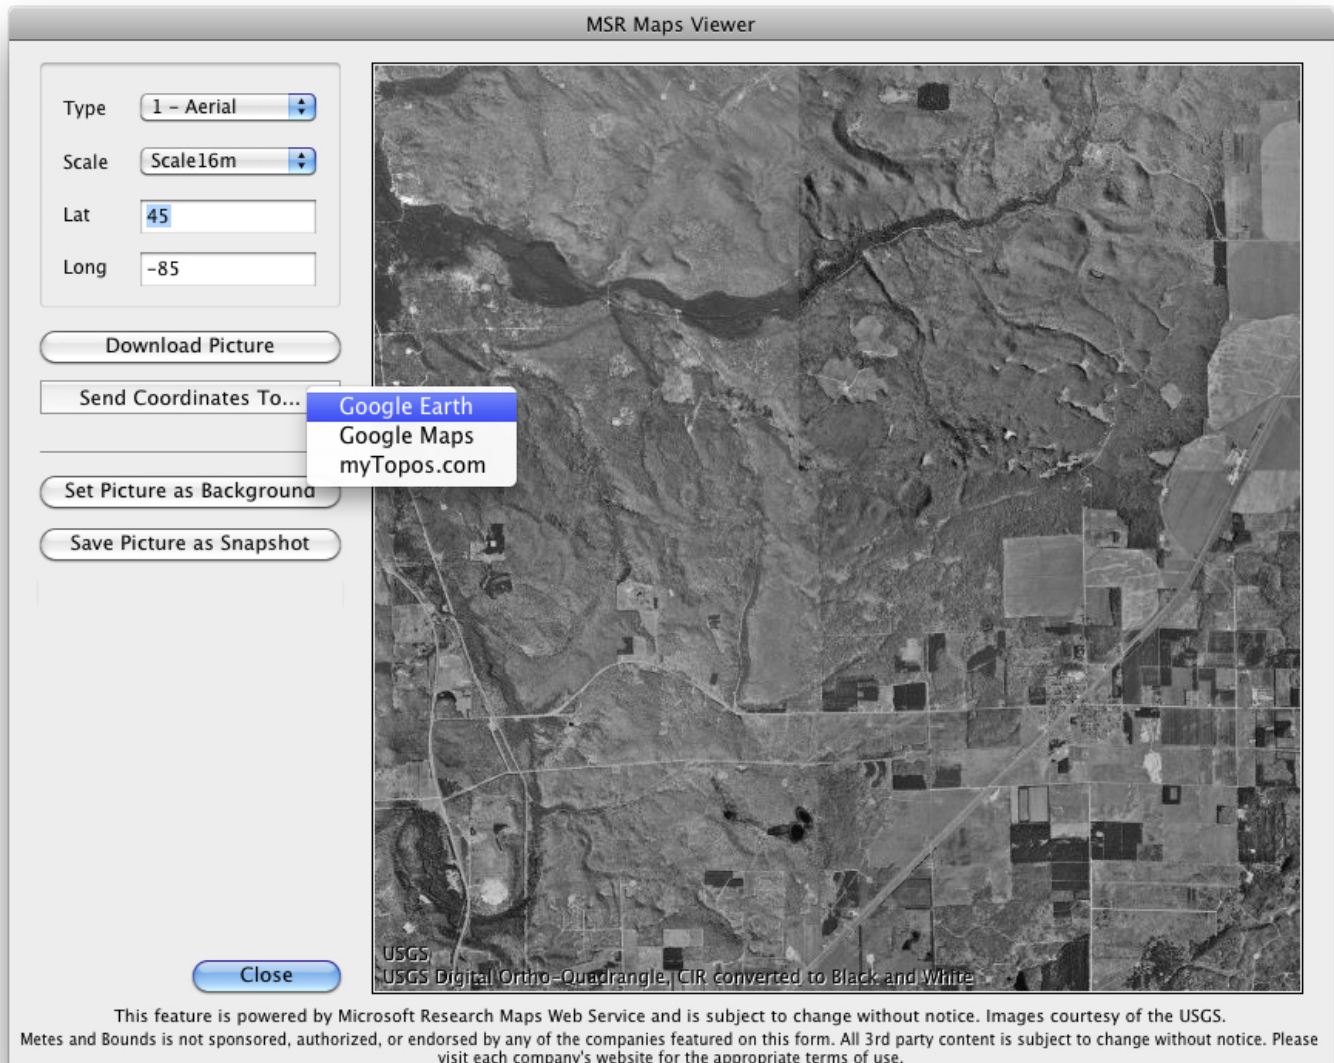 MSR Maps Viewer
Type
1 - Aerial
Scale
Scale16m
Lat
45
Long
-85
Download Picture
Send Coordinates To...
Google Earth
Google Maps
myTopos.com
Set Picture as Background
Save Picture as Snapshot
Close
USGS
USGS Digital Ortho-Quadrangle, CIR converted to Black and White
This feature is powered by Microsoft Research Maps Web Service and is subject to change without notice. Images courtesy of the USGS.
Metes and Bounds is not sponsored, authorized, or endorsed by any of the companies featured on this form. All 3rd party content is subject to change without notice. Please
visit each company's website for the appropriate terms of use.